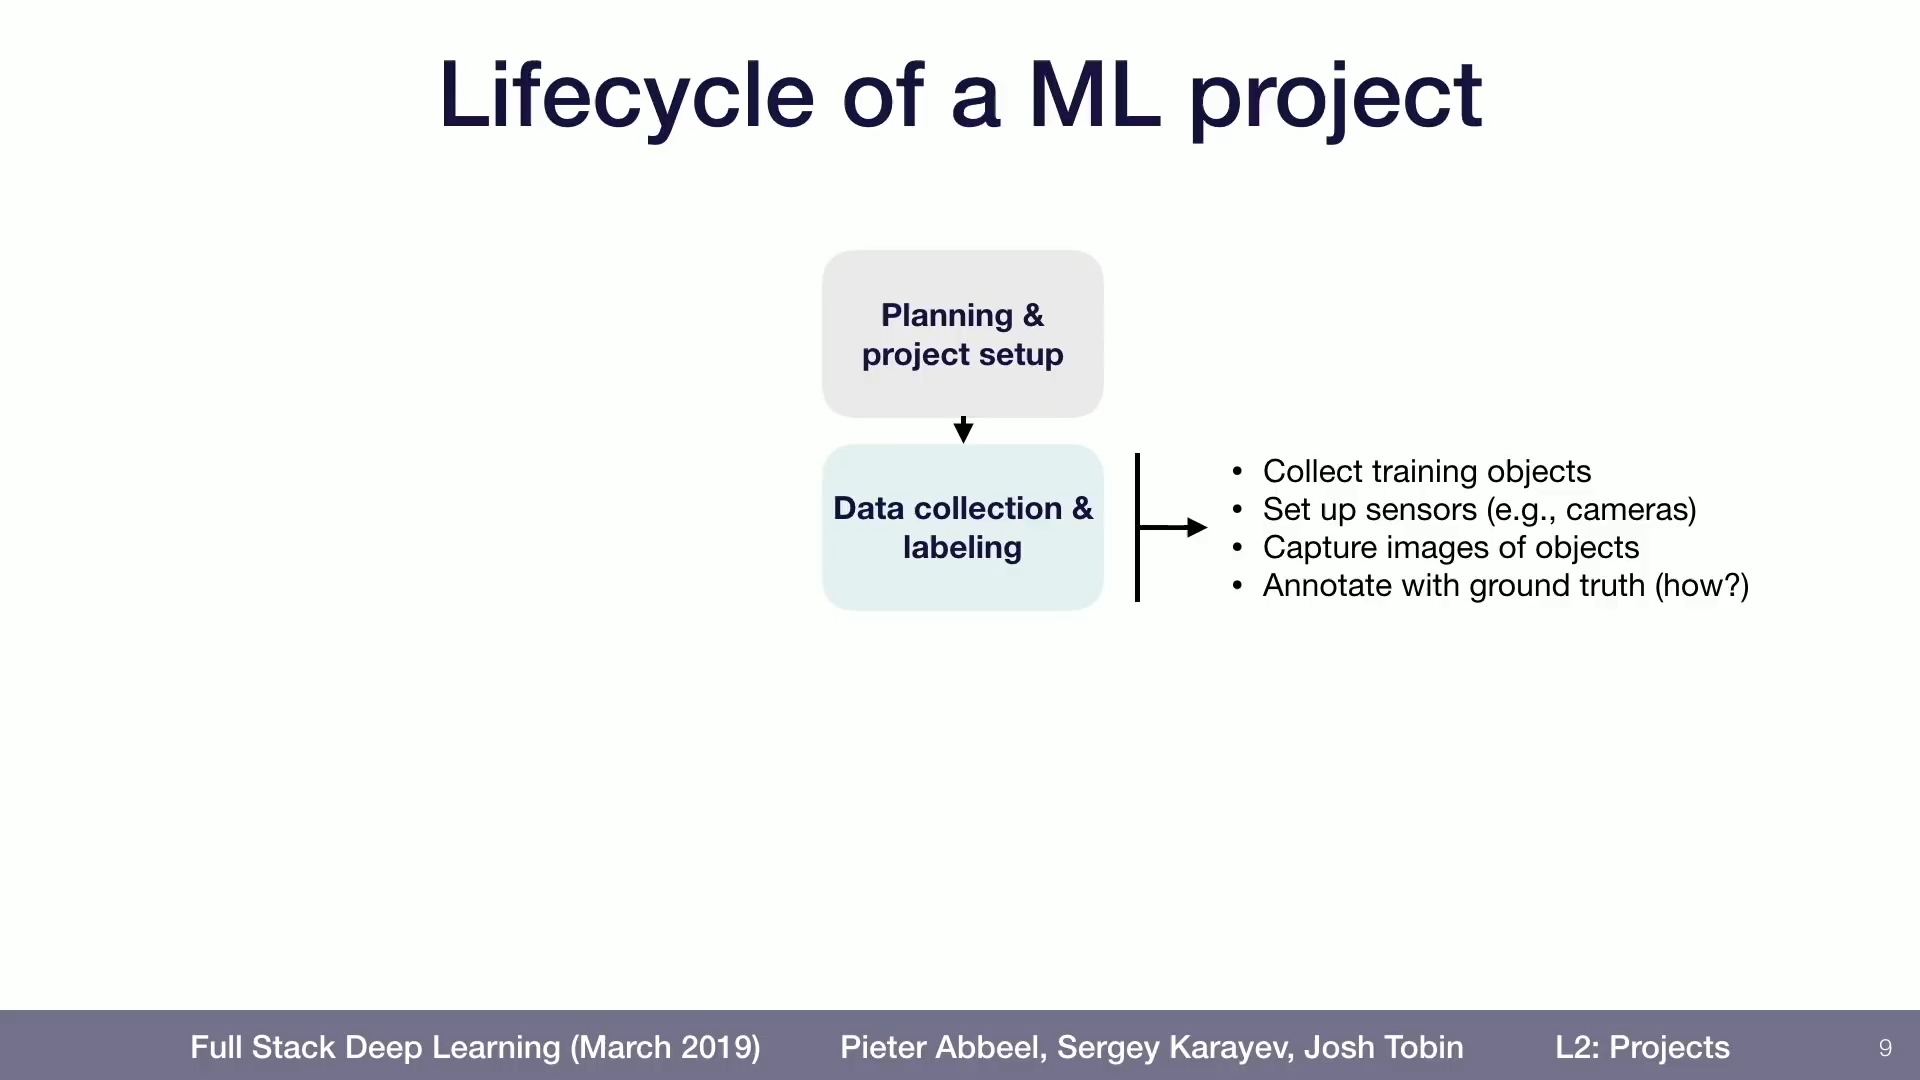 Lifecycle of a ML project
Planning &
project setup
Data collection &
labeling
• Collect training objects
• Set up sensors (e.g., cameras)
• Capture images of objects
• Annotate with ground truth (how?)
Full Stack Deep Learning (March 2019) Pieter Abbeel, Sergey Karayev, Josh Tobin L2: Projects 9